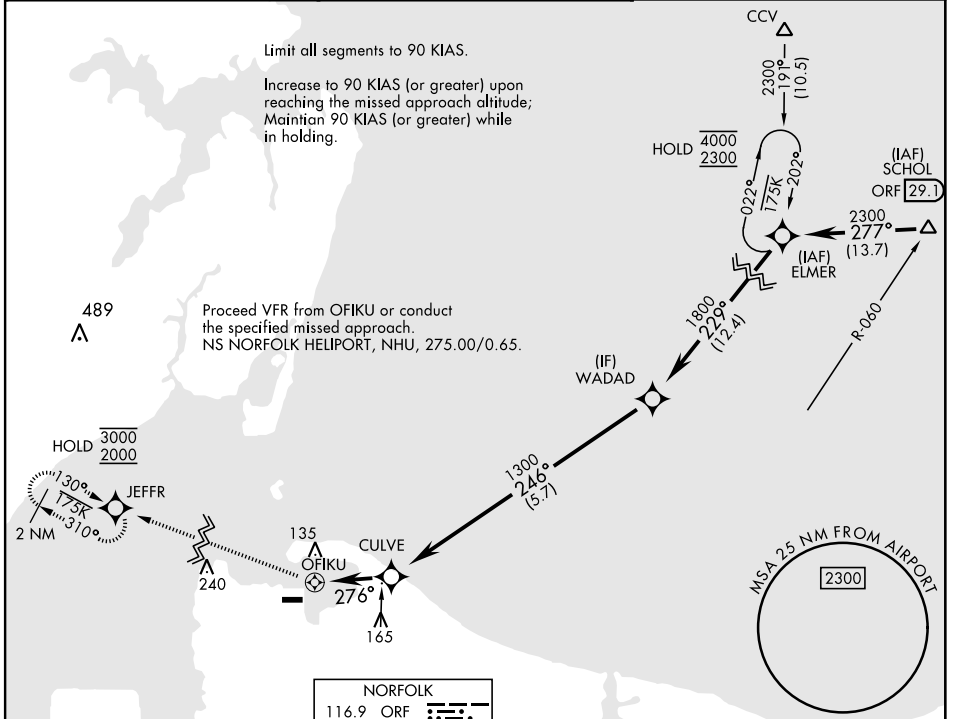 CCV
Limit all segments to 90 KIAS.
Increase to 90 KIAS (or greater) upon
reaching the missed approach altitude;
Maintian 90 KIAS (or greater) while
in holding.
2300
191°
(10.5)
HOLD 4000
2300
022°
175K
202°
(IAF)
SCHOL
ORF 29.1
2300
277°
(13.7)
(IAF)
ELMER
R-060
489
Proceed VFR from OFIKU or conduct
the specified missed approach.
NS NORFOLK HELIPORT, NHU, 275.00/0.65.
1800
229°
(12.4)
(IF)
WADAD
1300
246°
(5.7)
HOLD 3000
2000
130°
175K
310°
JEFFR
2 NM
240
135
OFIKU
CULVE
276°
165
MSA 25 NM FROM AIRPORT
2300
NORFOLK
116.9 ORF